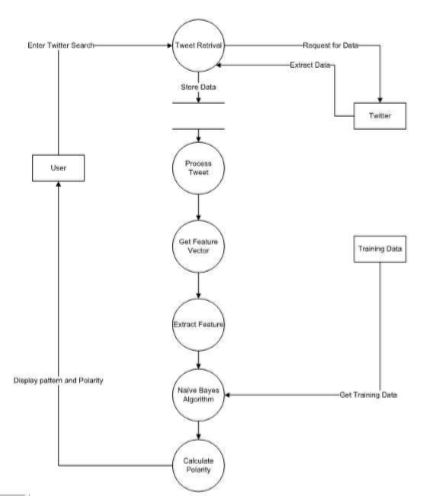 Enter Twitter Search
Tweet Retrival
Request for Data
Extract Data
Store Data
Twitter
Process
Tweet
User
Get Feature
Vector
Training Data
Extract Feature
Display pattern and Polarity
Naïve Bayes
Algorithm
Get Training Data
Calculate
Polarity